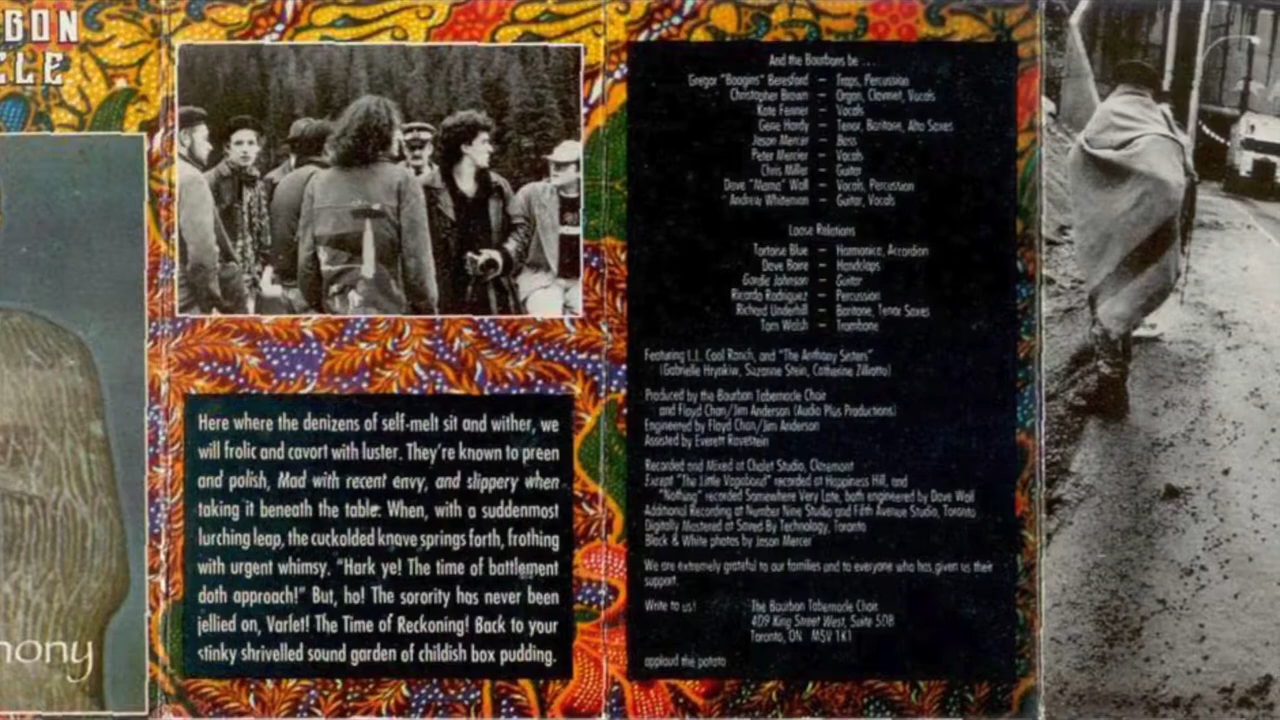 BON
CLE
hony
Here where the denizens of self-melt sit and wither, we
will frolic and cavort with luster. They're known to preen
and polish, Mad with recent envy, and slippery when
taking it beneath the table. When, with a suddenmost
lurching leap, the cuckolded knave springs forth, frothing
with urgent whimsy. "Hark ye! The time of battlement
doth approach!" But, ho! The sorority has never been
jellied on, Varlet! The Time of Reckoning! Back to your
stinky shrivelled sound garden of childish box pudding.
And the Bourbons be ...
Gregor "Boogins" Beresford – Traps, Percussion
Christopher Brown – Organ, Clavinet, Vocals
Kate Fenner – Vocals
Gene Hardy – Tenor, Baritone, Alto Saxes
Jason Mercer – Bass
Peter Mercier – Vocals
Chris Miller – Guitar
Dave "Mama" Wall – Vocals, Percussion
Andrew Whiteman – Guitar, Vocals
Loose Relations
Tortoise Blue – Harmonica, Accordion
Dave Baire – Handclaps
Gordie Johnson – Guitar
Ricardo Rodriguez – Percussion
Richard Underhill – Baritone, Tenor Saxes
Tom Walsh – Trombone
Featuring L.L. Cool Ranch, and "The Anthony Sisters"
(Gabrielle Hrynkiw, Suzanne Stein, Catherine Zilliotto)
Produced by the Bourbon Tabernacle Choir
and Floyd Chan/Jim Anderson (Audio Plus Productions)
Engineered by Floyd Chan/Jim Anderson
Assisted by Everett Ravestein
Recorded and Mixed at Chalet Studio, Claremont
Except "The Little Vagabond" recorded at Happiness Hill, and
"Nothing" recorded Somewhere Very Late, both engineered by Dave Wall
Additional Recording at Number Nine Studio and Fifth Avenue Studio, Toronto
Digitally Mastered at Saved By Technology, Toronto
Black & White photos by Jason Mercer
We are extremely grateful to our families and to everyone who has given us their
support.
Write to us! The Bourbon Tabernacle Choir
409 King Street West, Suite 508
Toronto, ON M5V 1K1
applaud the potato